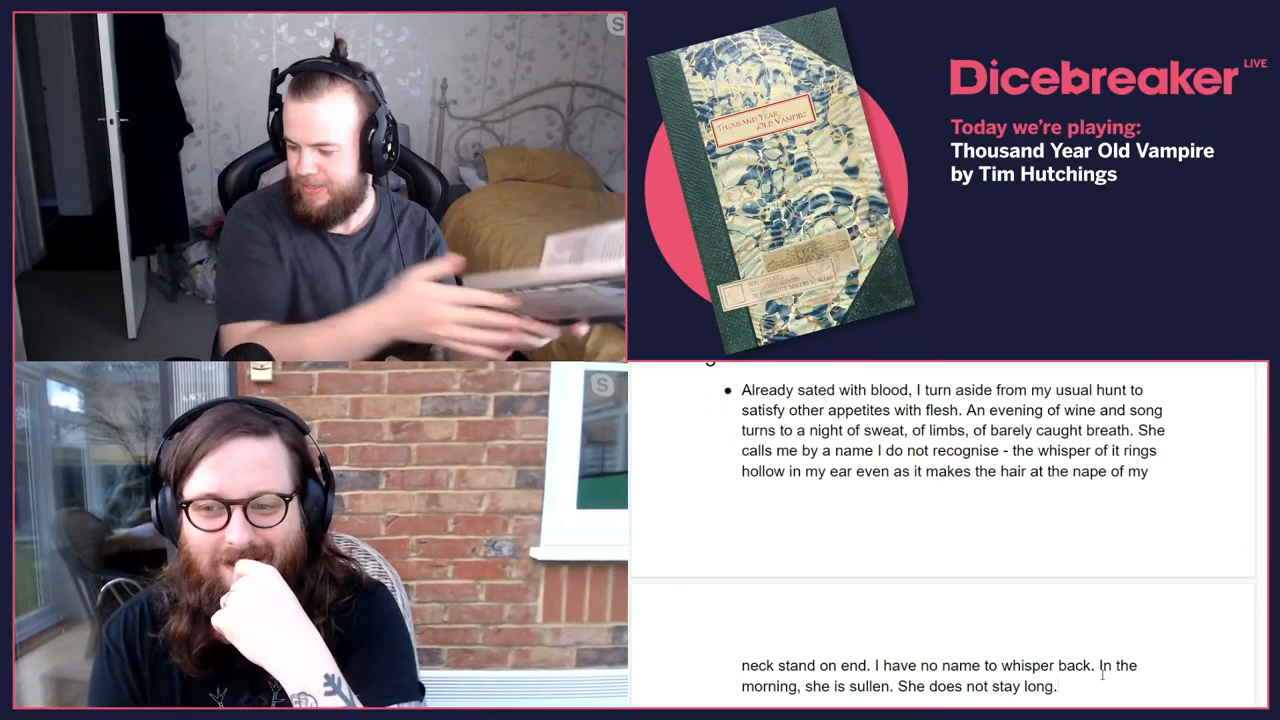 THOUSAND YEAR
OLD VAMPIRE
Dicebreaker LIVE
Today we're playing:
Thousand Year Old Vampire
by Tim Hutchings
Already sated with blood, I turn aside from my usual hunt to
satisfy other appetites with flesh. An evening of wine and song
turns to a night of sweat, of limbs, of barely caught breath. She
calls me by a name I do not recognise - the whisper of it rings
hollow in my ear even as it makes the hair at the nape of my
neck stand on end. I have no name to whisper back. In the
morning, she is sullen. She does not stay long.